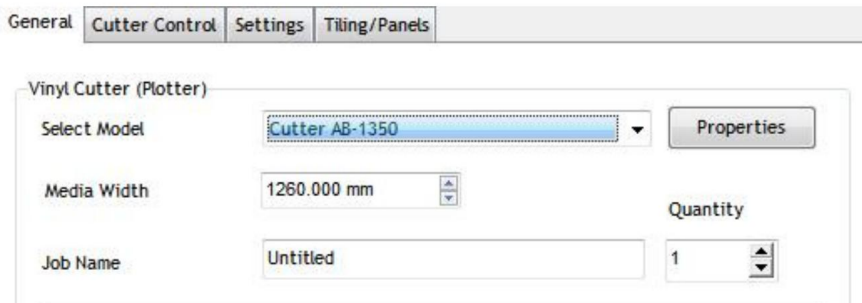 General Cutter Control Settings Tiling/Panels
Vinyl Cutter (Plotter)
Select Model Cutter AB-1350 Properties
Media Width 1260.000 mm
Quantity
Job Name Untitled 1